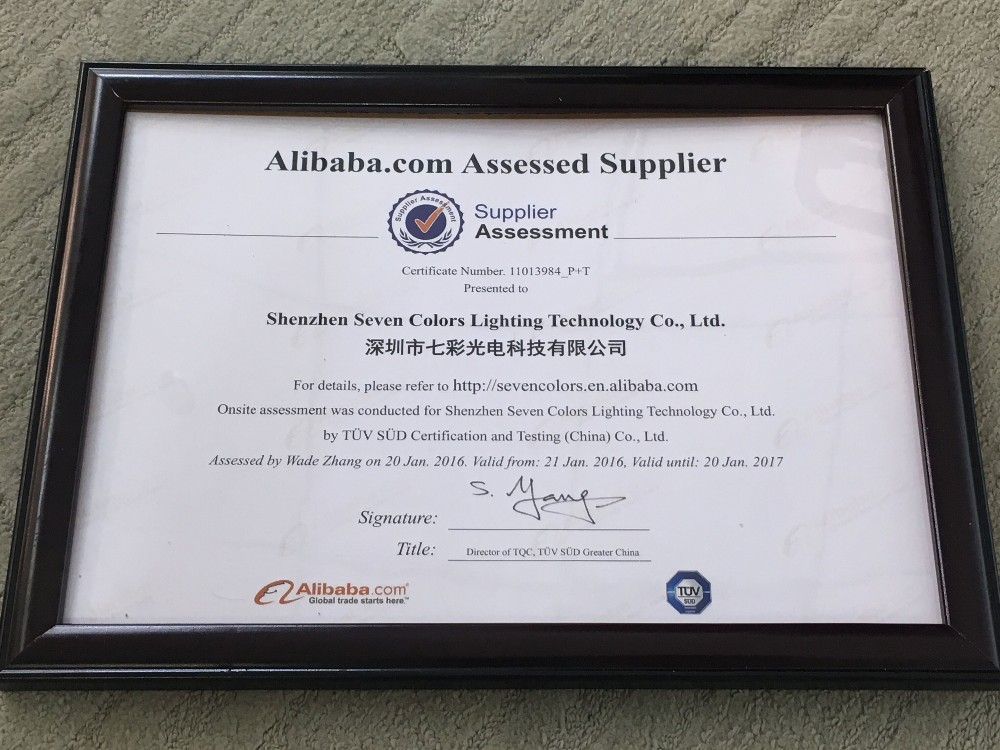 Alibaba.com Assessed Supplier
Supplier Assessment
Supplier
Assessment
Certificate Number. 11013984_P+T
Presented to
Shenzhen Seven Colors Lighting Technology Co., Ltd.
深圳市七彩光电科技有限公司
For details, please refer to http://sevencolors.en.alibaba.com
Onsite assessment was conducted for Shenzhen Seven Colors Lighting Technology Co., Ltd.
by TÜV SÜD Certification and Testing (China) Co., Ltd.
Assessed by Wade Zhang on 20 Jan. 2016. Valid from: 21 Jan. 2016, Valid until: 20 Jan. 2017
S. Yang
Signature:
Title: Director of TQC, TÜV SÜD Greater China
Alibaba.com®
Global trade starts here.™
TÜV
SÜD